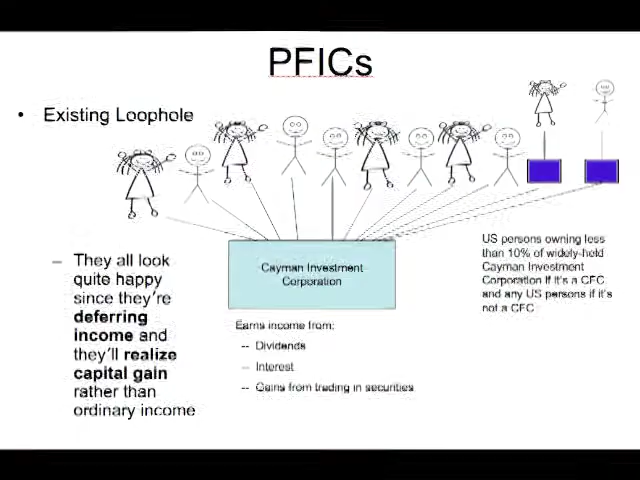 PFICs
• Existing Loophole
– They all look
quite happy
since they're
deferring
income and
they'll realize
capital gain
rather than
ordinary income
Cayman Investment
Corporation
Earns income from:
-- Dividends
-- Interest
-- Gains from trading in securities
US persons owning less
than 10% of widely-held
Cayman Investment
Corporation If it's a CFC
and any US persons if it's
not a CFC